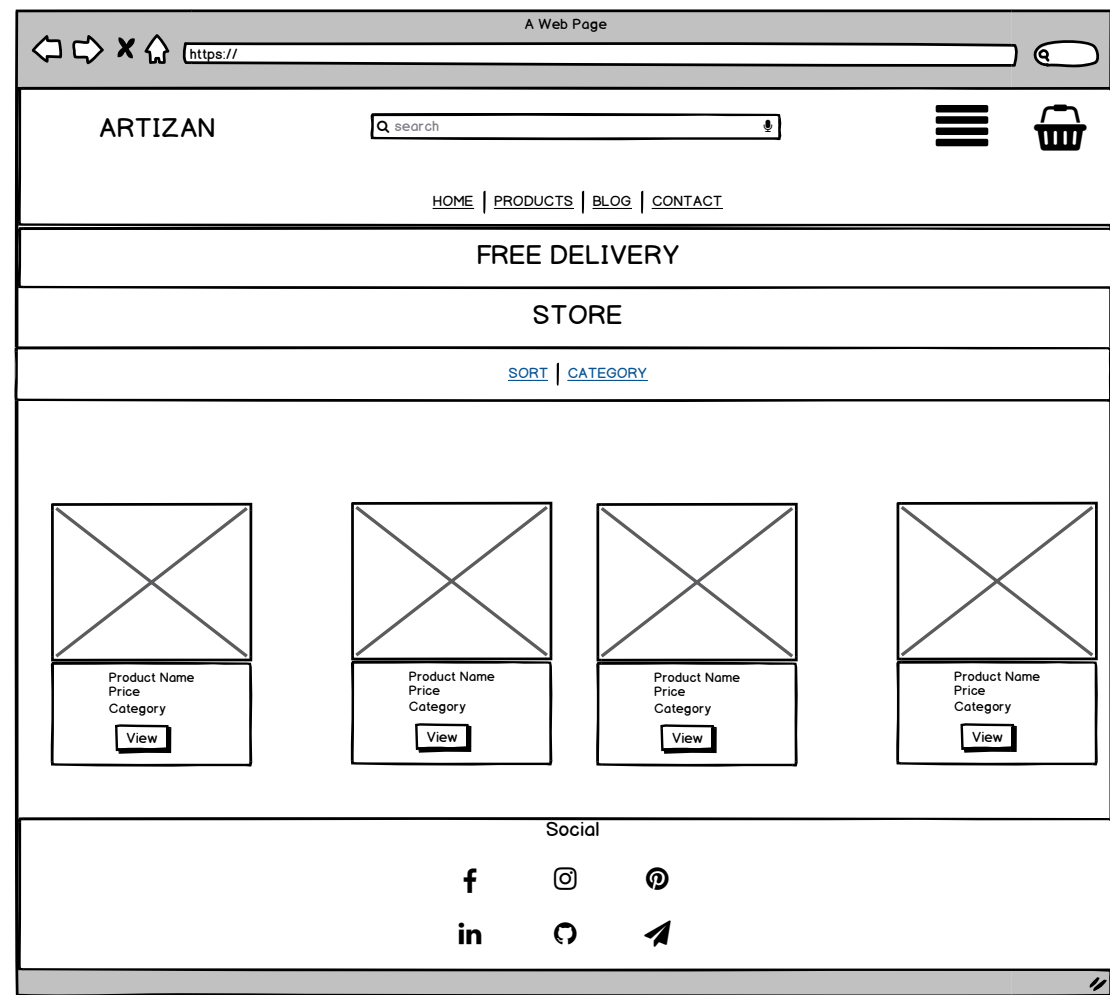 A Web Page
https://
ARTIZAN
search
HOME | PRODUCTS | BLOG | CONTACT
FREE DELIVERY
STORE
SORT | CATEGORY
Product Name
Price
Category
View
Product Name
Price
Category
View
Product Name
Price
Category
View
Product Name
Price
Category
View
Social